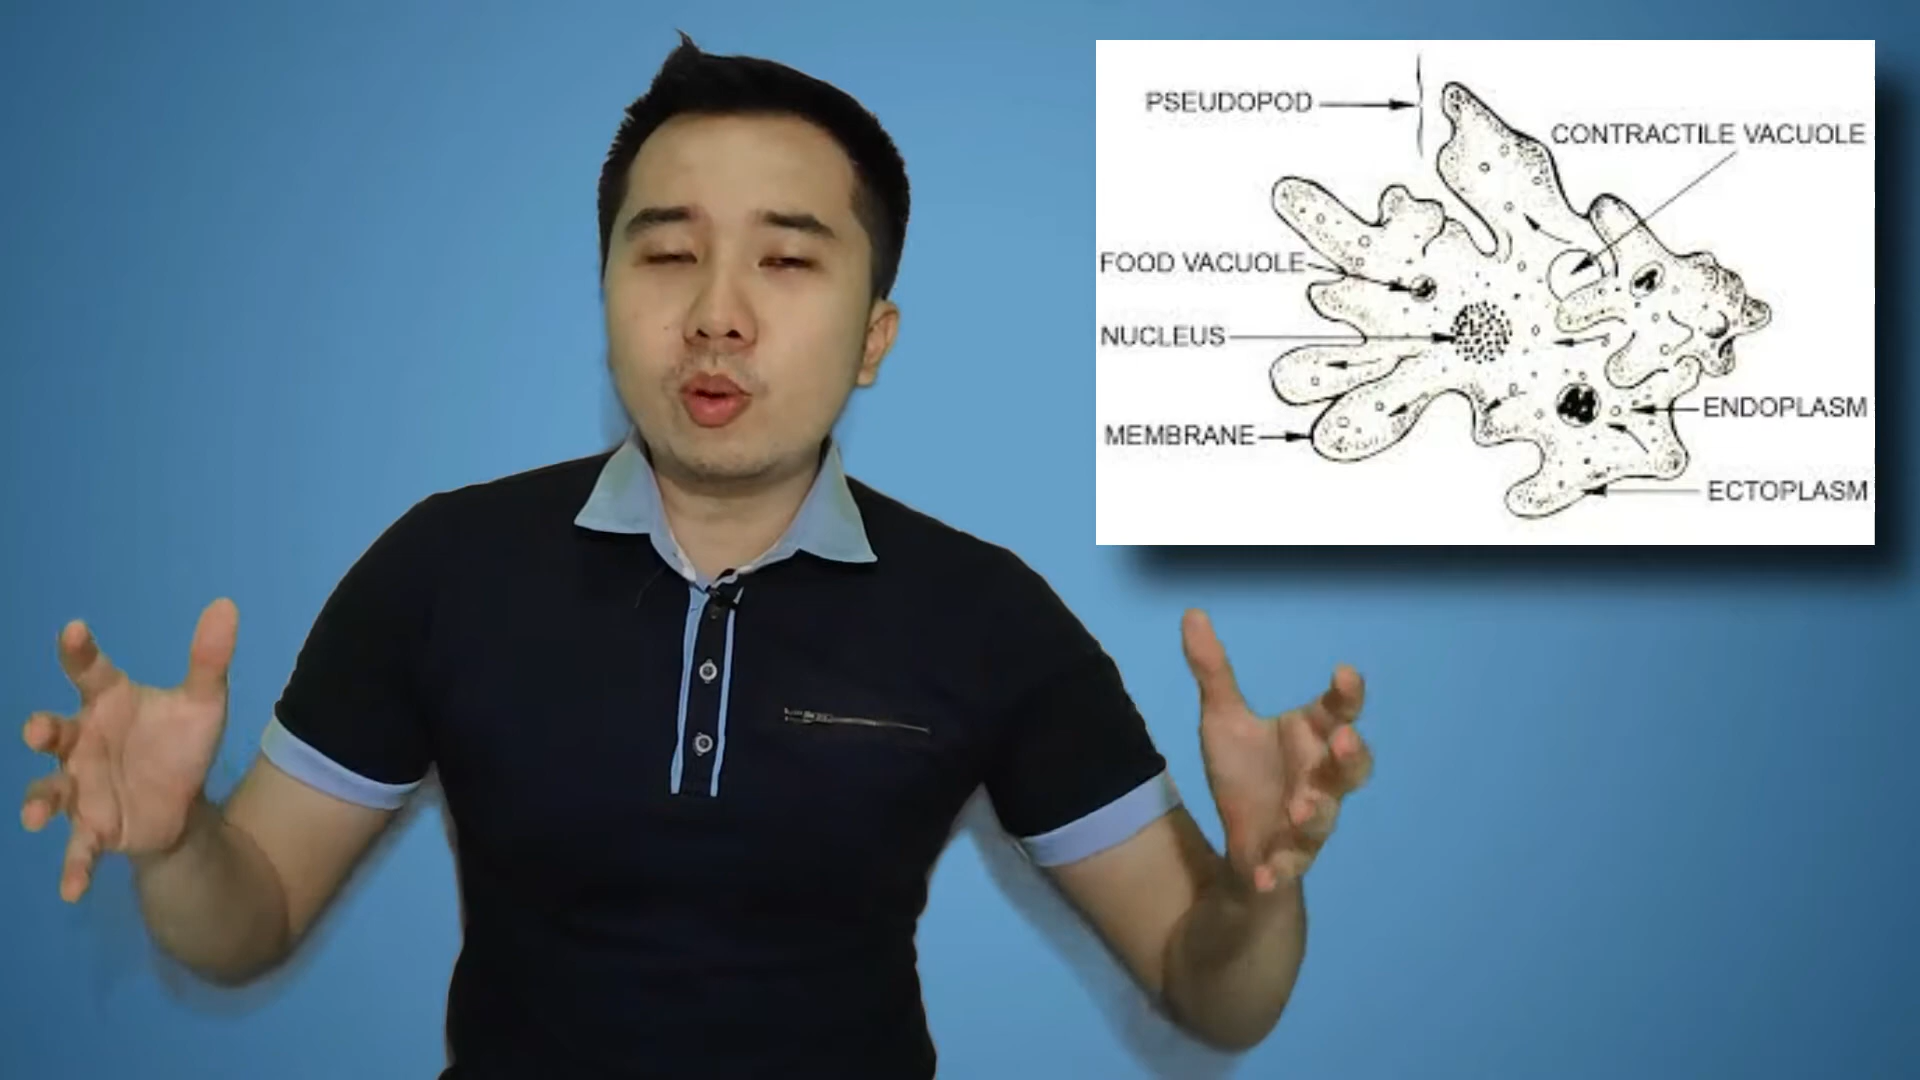 PSEUDOPOD
CONTRACTILE VACUOLE
FOOD VACUOLE
NUCLEUS
MEMBRANE
ENDOPLASM
ECTOPLASM